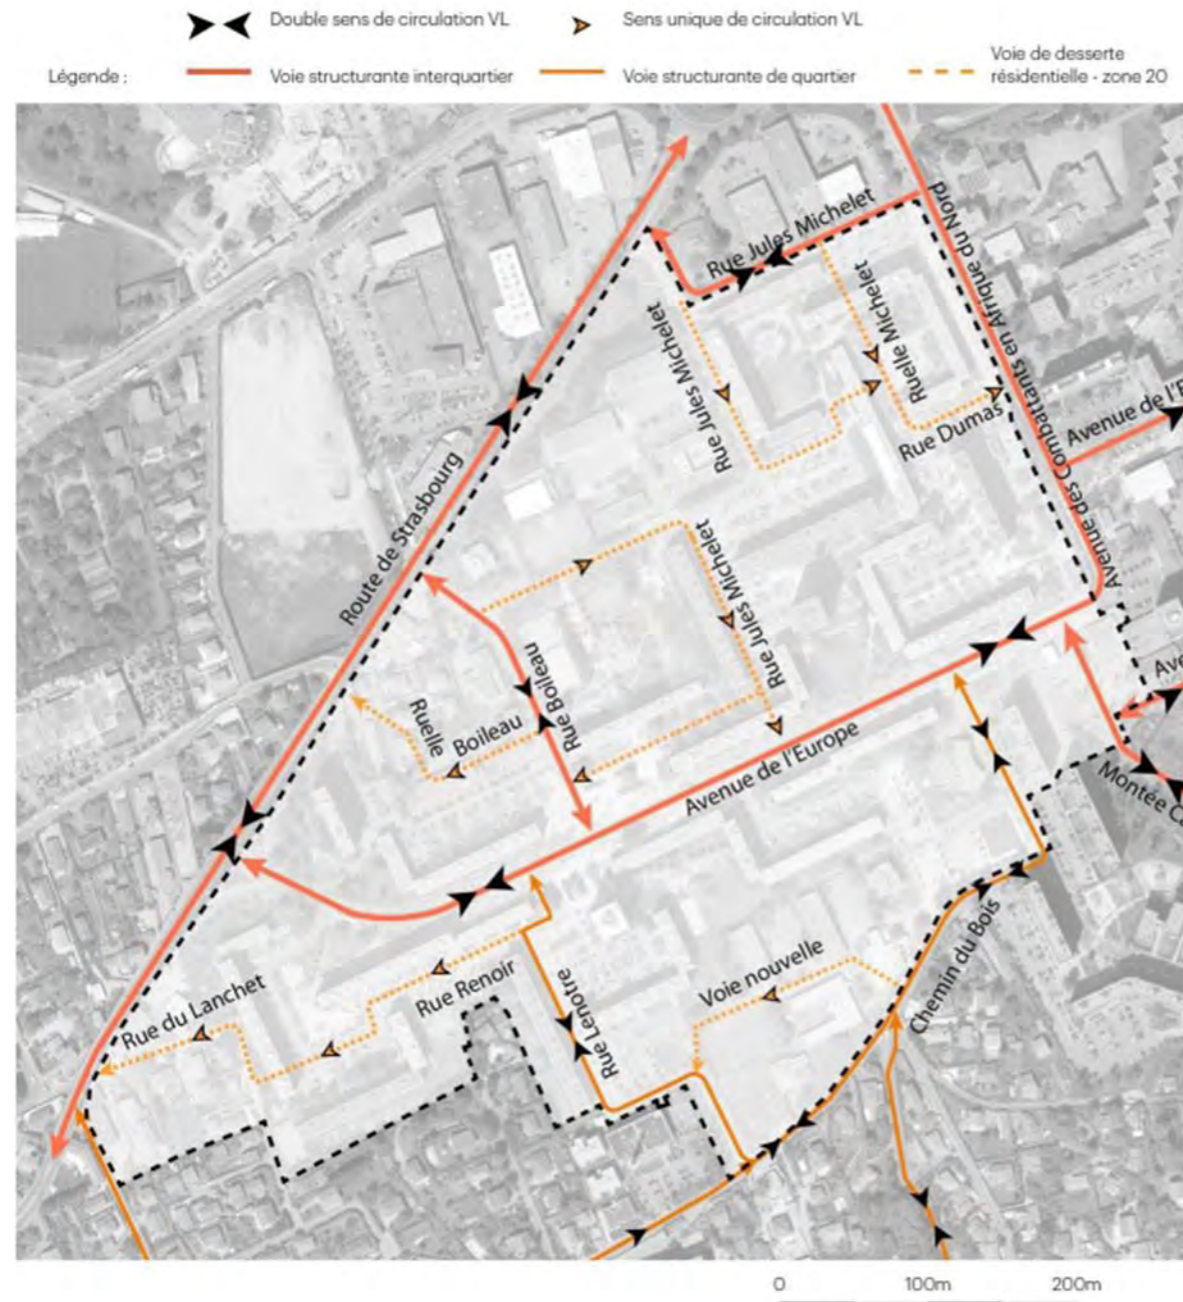 Double sens de circulation VL
Sens unique de circulation VL
Légende :
Voie structurante interquartier
Voie structurante de quartier
Voie de desserte
résidentielle - zone 20
Rue Jules Michelet
Avenue des Combattants en Afrique du Nord
Ruelle Michelet
Rue Jules Michelet
Rue Dumas
Avenue de l'E
Route de Strasbourg
Rue Jules Michelet
Rue Boileau
Ruelle
Boileau
Ave
Avenue de l'Europe
Montée C
Rue du Lanchet
Rue Renoir
Rue Lenotre
Voie nouvelle
Chemin du Bois
0 100m 200m